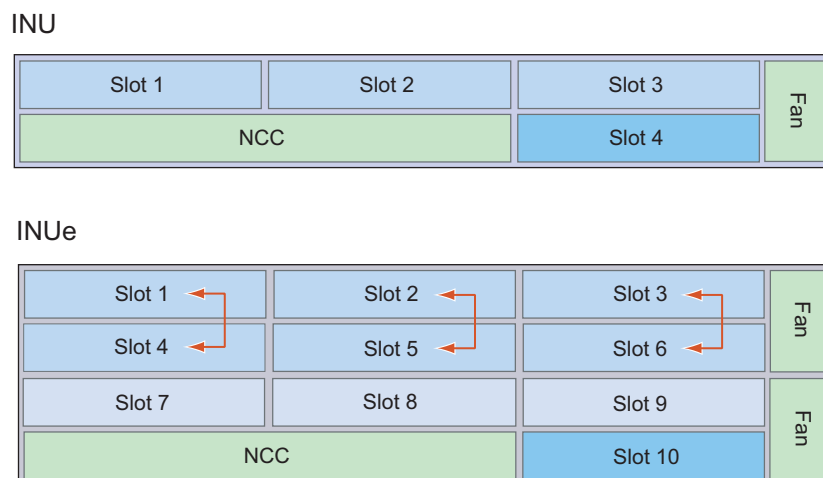 INU
Slot 1 Slot 2 Slot 3 Fan
NCC Slot 4
INUe
Slot 1 Slot 2 Slot 3 Fan
Slot 4 Slot 5 Slot 6
Slot 7 Slot 8 Slot 9 Fan
NCC Slot 10